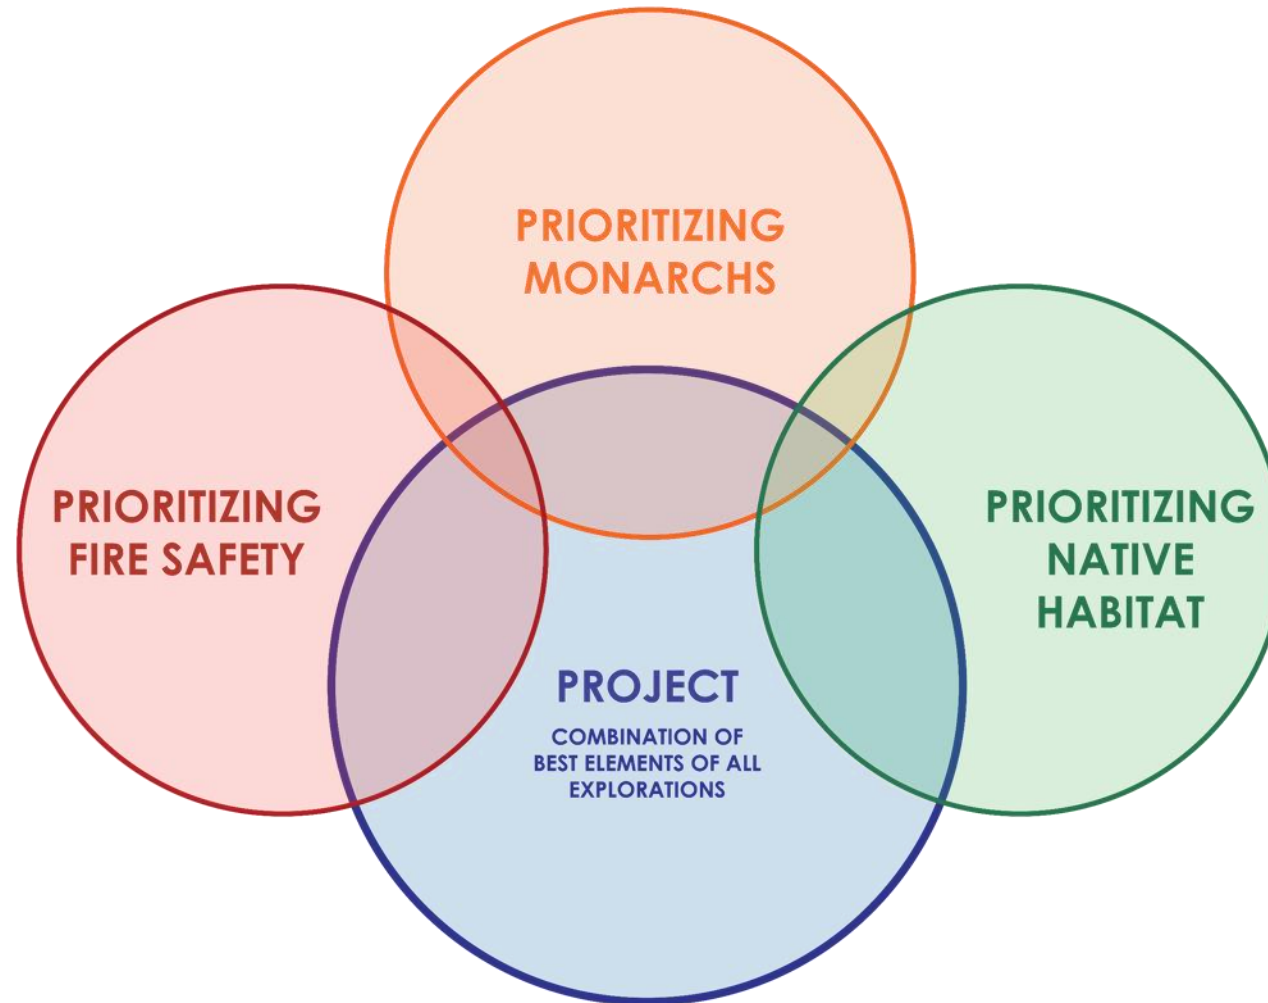 PRIORITIZING
MONARCHS
PRIORITIZING
FIRE SAFETY
PRIORITIZING
NATIVE
HABITAT
PROJECT
COMBINATION OF
BEST ELEMENTS OF ALL
EXPLORATIONS